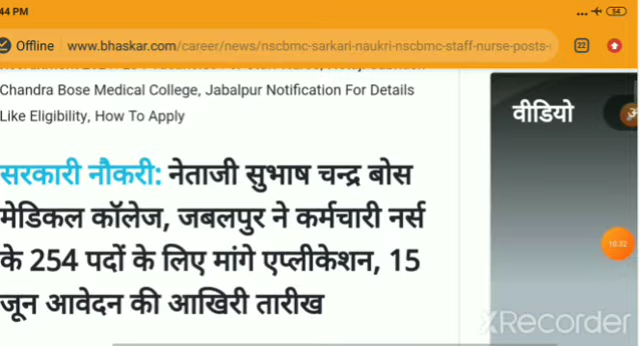 44 PM
54
Offline www.bhaskar.com/career/news/nscbmc-sarkari-naukri-nscbmc-staff-nurse-posts-
22
Chandra Bose Medical College, Jabalpur Notification For Details
Like Eligibility, How To Apply
वीडियो
सरकारी नौकरी: नेताजी सुभाष चन्द्र बोस
मेडिकल कॉलेज, जबलपुर ने कर्मचारी नर्स
के 254 पदों के लिए मांगे एप्लीकेशन, 15
जून आवेदन की आखिरी तारीख
10:32
XRecorder